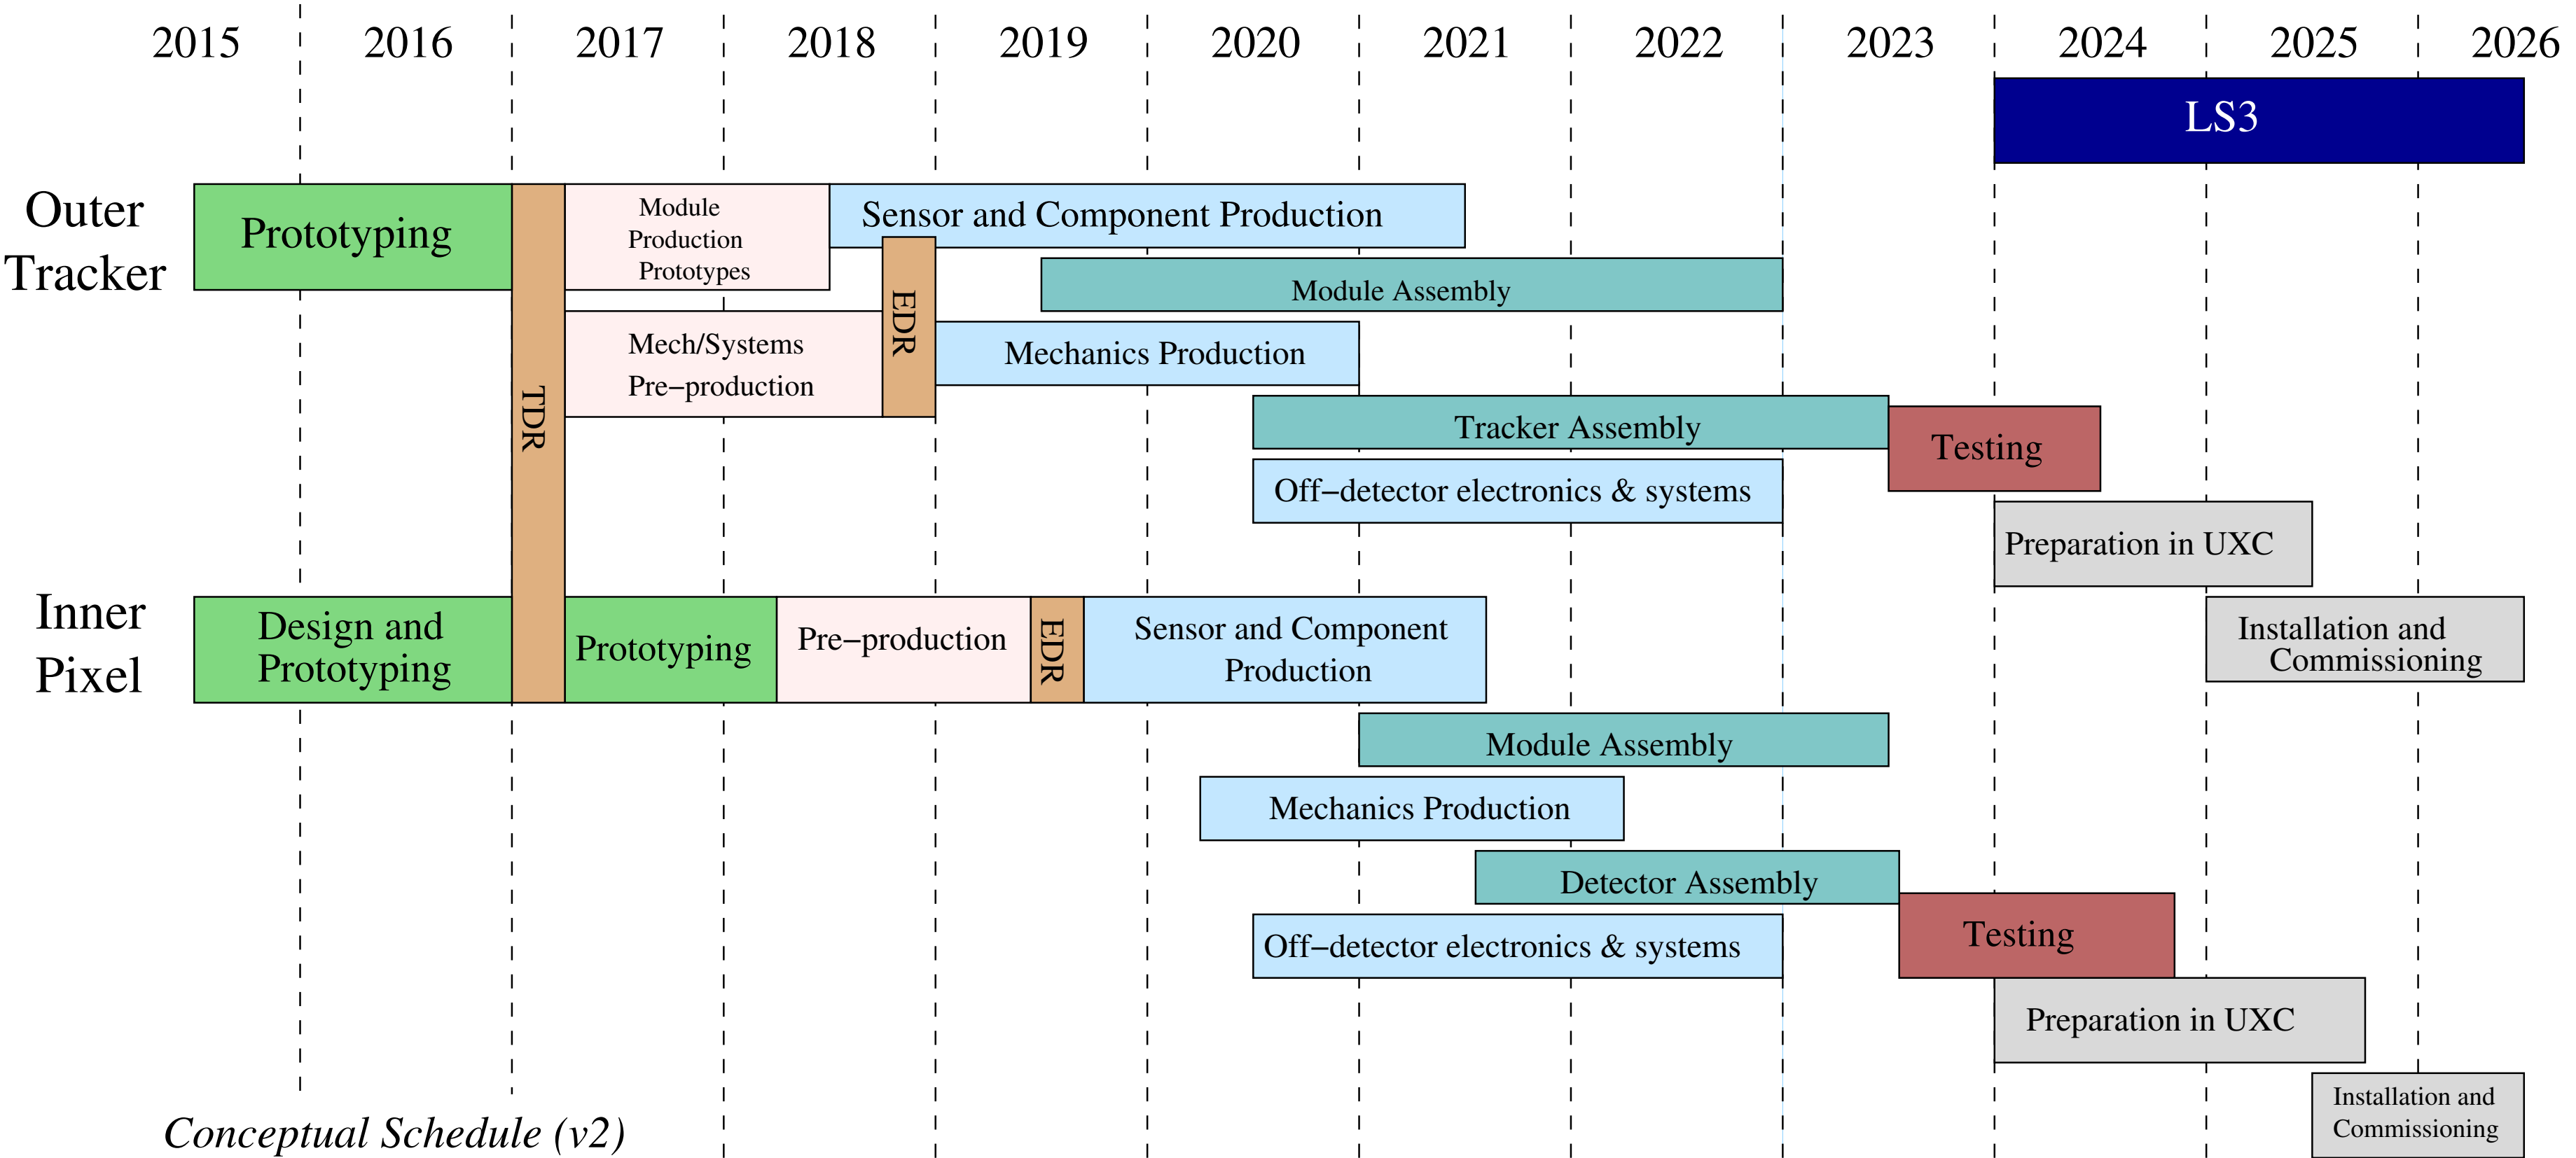 2015 2016 2017 2018 2019 2020 2021 2022 2023 2024 2025 2026
LS3
Outer
Tracker
Prototyping
TDR
Module
Production
Prototypes
Sensor and Component Production
EDR
Module Assembly
Mech/Systems
Pre−production
Mechanics Production
Tracker Assembly
Testing
Off−detector electronics & systems
Preparation in UXC
Installation and
Commissioning
Inner
Pixel
Design and
Prototyping
Prototyping
Pre−production
EDR
Sensor and Component
Production
Module Assembly
Mechanics Production
Detector Assembly
Testing
Off−detector electronics & systems
Preparation in UXC
Installation and
Commissioning
Conceptual Schedule (v2)